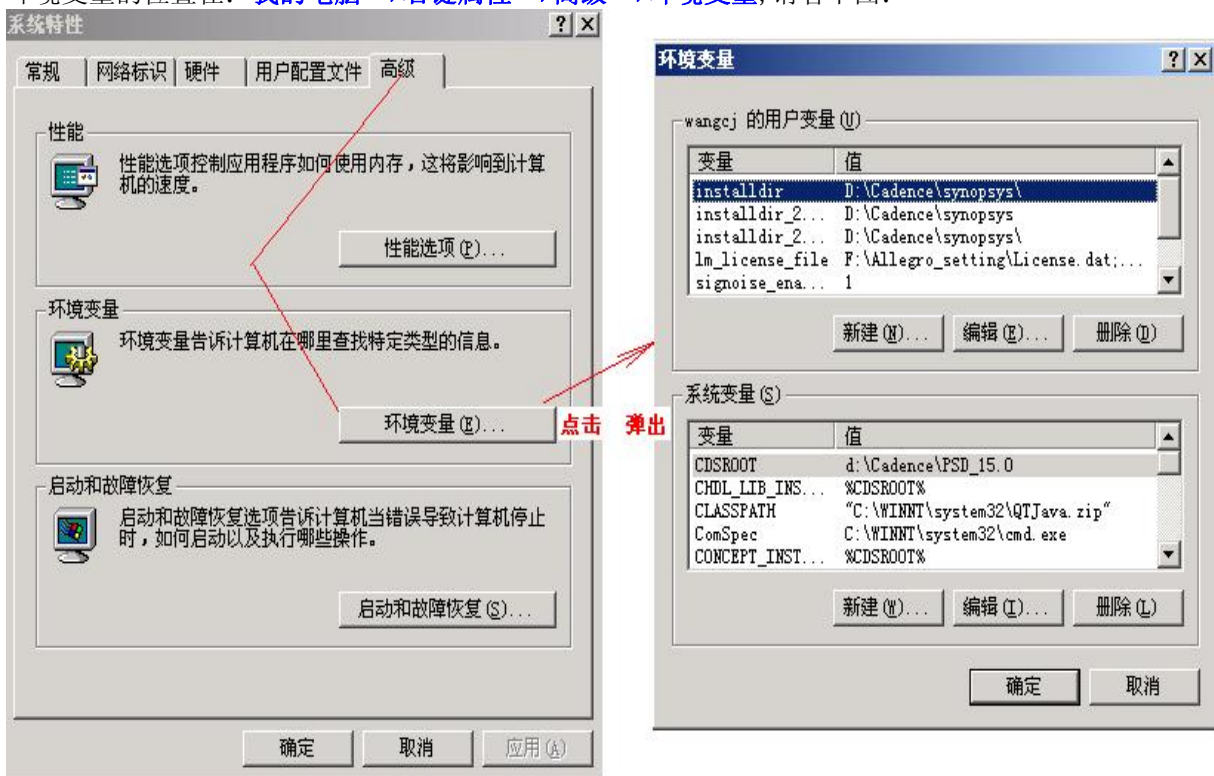 系统特性
常规 网络标识 硬件 用户配置文件 高级
性能
性能选项控制应用程序如何使用内存，这将影响到计算
机的速度。
性能选项(P)...
环境变量
环境变量告诉计算机在哪里查找特定类型的信息。
环境变量(E)...
启动和故障恢复
启动和故障恢复选项告诉计算机当错误导致计算机停止
时，如何启动以及执行哪些操作。
启动和故障恢复(S)...
确定 取消 应用(A)
点击 弹出
环境变量
wangcj 的用户变量(U)
变量 值
installdir D:\Cadence\synopsys\
installdir_2... D:\Cadence\synopsys
installdir_2... D:\Cadence\synopsys\
lm_license_file F:\Allegro_setting\License.dat;...
signoise_ena... 1
新建(N)... 编辑(E)... 删除(D)
系统变量(S)
变量 值
CDSROOT d:\Cadence\PSD_15.0
CHDL_LIB_INS... %CDSROOT%
CLASSPATH "C:\WINNT\system32\QTJava.zip"
ComSpec C:\WINNT\system32\cmd.exe
CONCEPT_INST... %CDSROOT%
新建(W)... 编辑(I)... 删除(L)
确定 取消